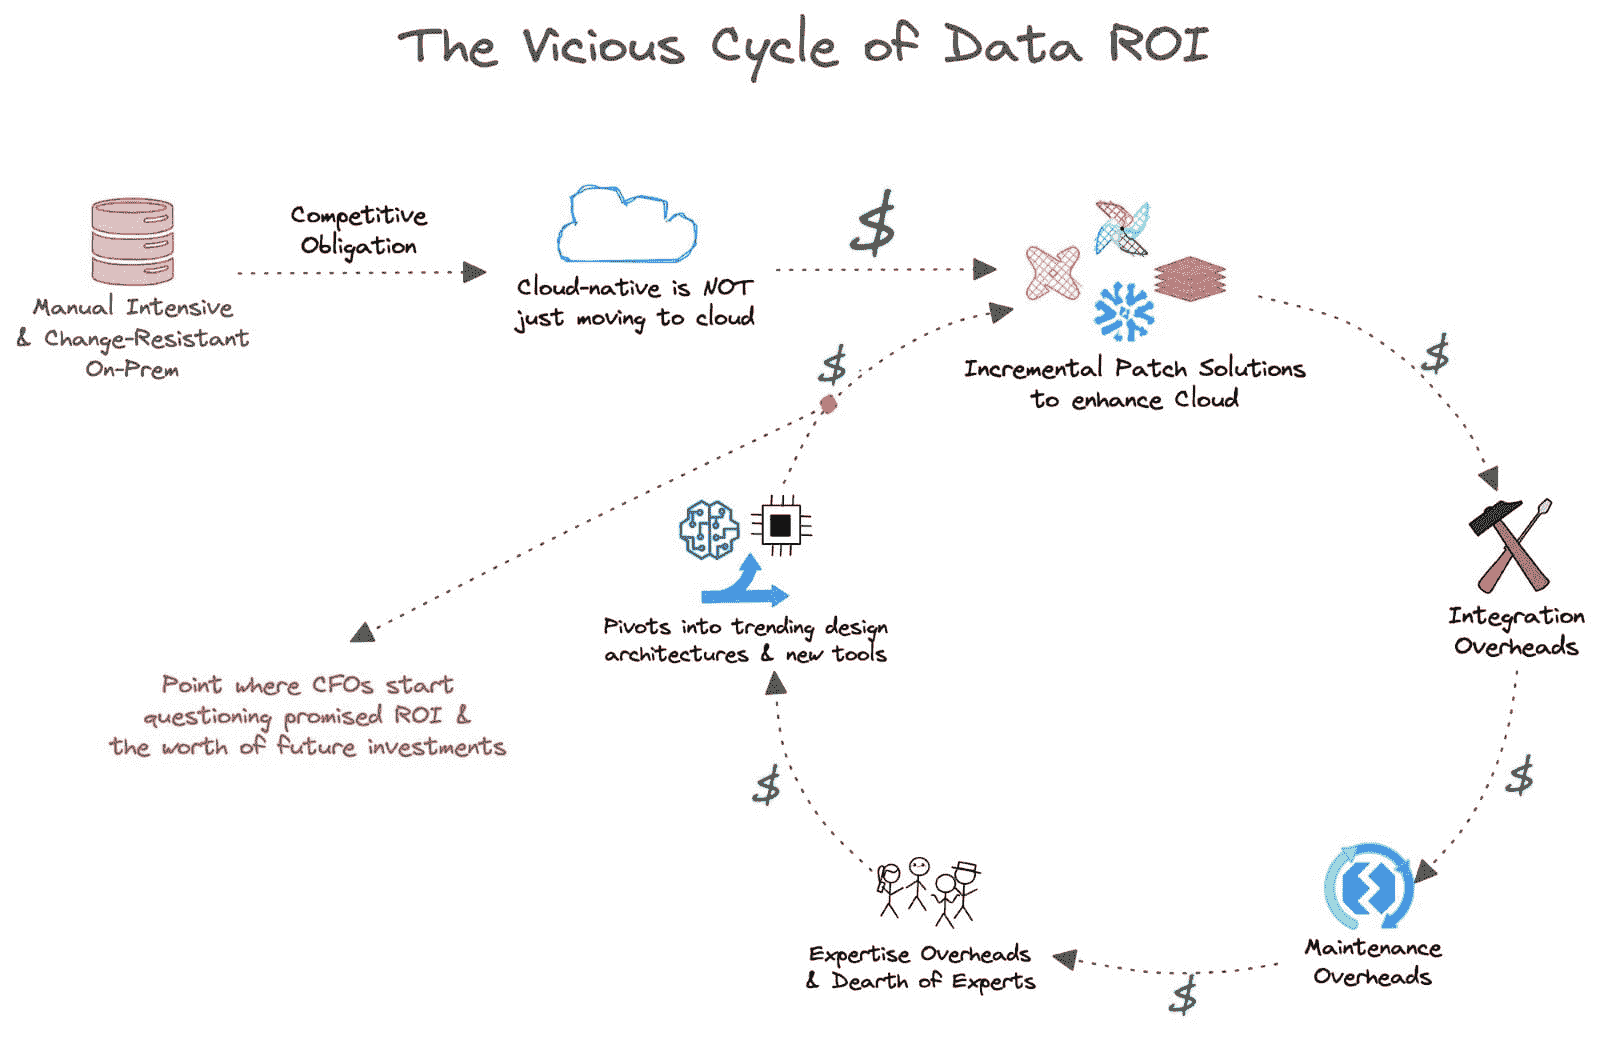 The Vicious Cycle of Data ROI
Competitive
Obligation
$
Manual Intensive
& Change-Resistant
On-Prem
Cloud-native is NOT
just moving to cloud
$
Incremental Patch Solutions
to enhance Cloud
$
Integration
Overheads
Pivots into trending design
architectures & new tools
Point where CFOs start
questioning promised ROI &
the worth of future investments
$
$
Expertise Overheads
& Dearth of Experts
Maintenance
Overheads
$